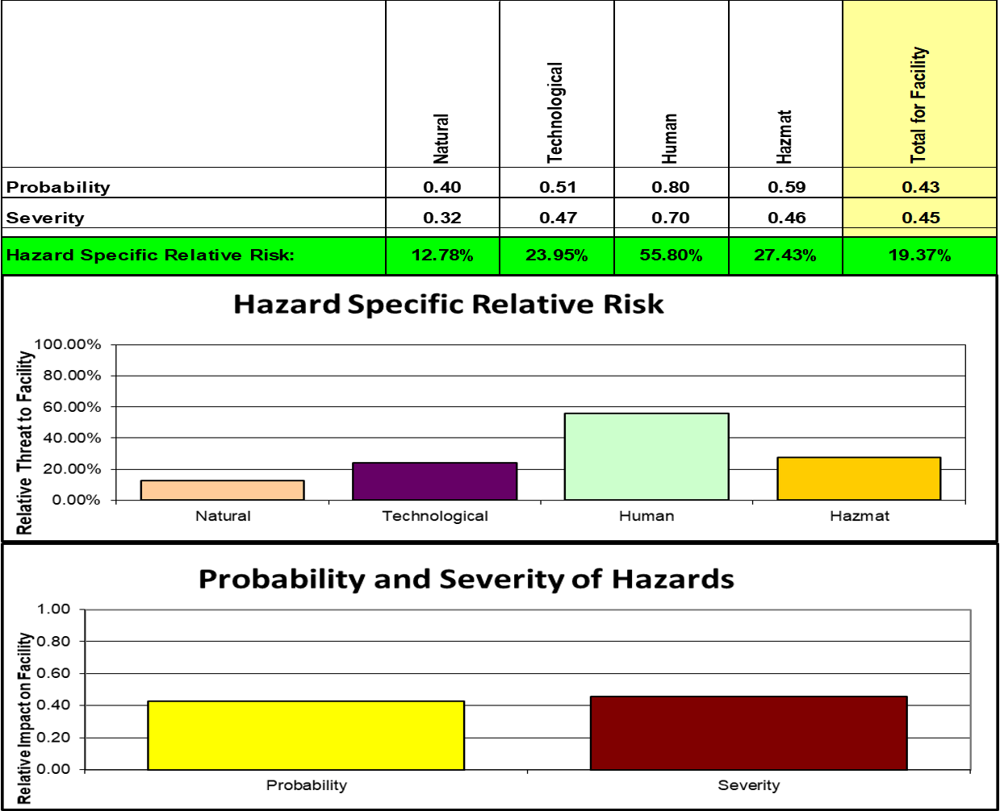 Natural Technological Human Hazmat Total for Facility
Probability 0.40 0.51 0.80 0.59 0.43
Severity 0.32 0.47 0.70 0.46 0.45
Hazard Specific Relative Risk: 12.78% 23.95% 55.80% 27.43% 19.37%
Hazard Specific Relative Risk
Relative Threat to Facility
100.00%
80.00%
60.00%
40.00%
20.00%
0.00%
Natural Technological Human Hazmat
Probability and Severity of Hazards
Relative Impact on Facility
1.00
0.80
0.60
0.40
0.20
0.00
Probability Severity